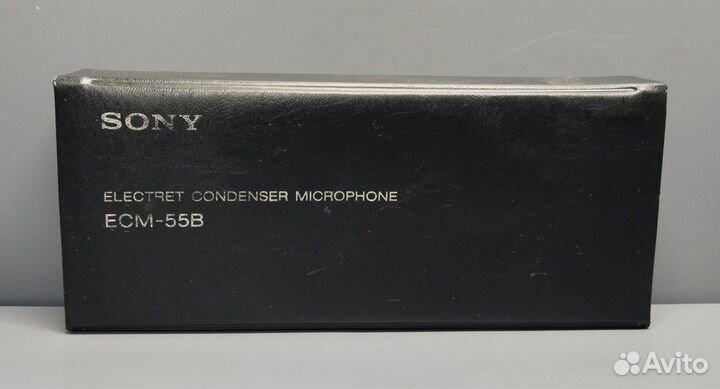 SONY
ELECTRET CONDENSER MICROPHONE
ECM-55B
Avito